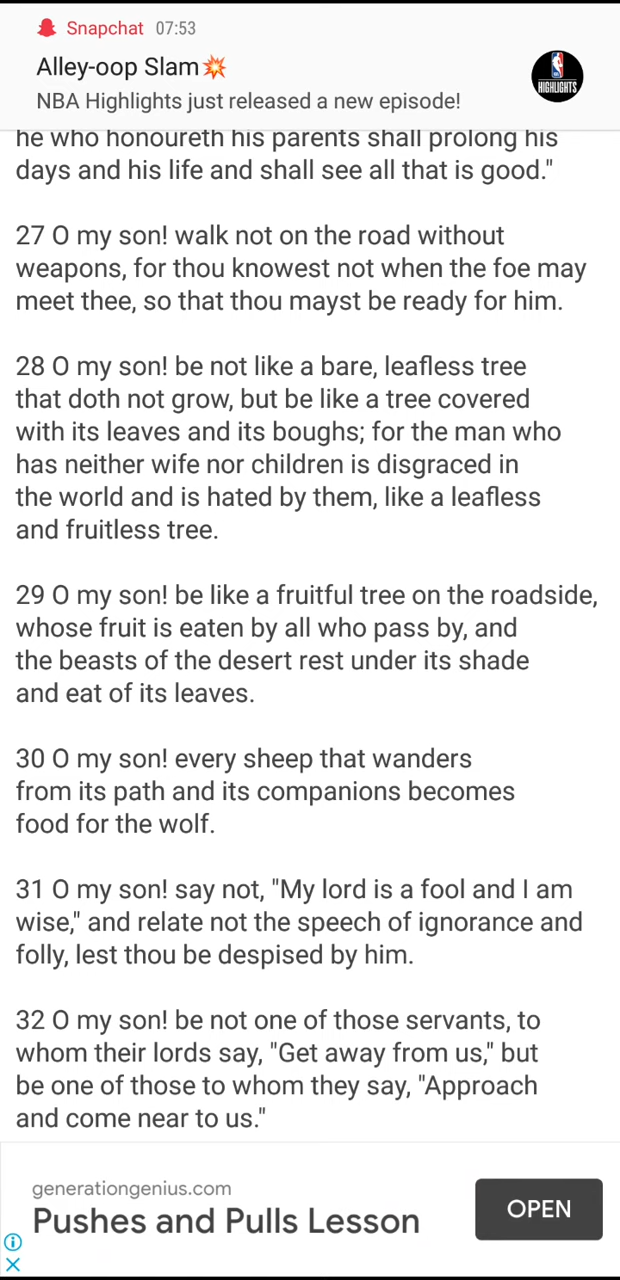 Snapchat 07:53
Alley-oop Slam💥
NBA Highlights just released a new episode!
HIGHLIGHTS
he who honoureth his parents shall prolong his
days and his life and shall see all that is good."
27 O my son! walk not on the road without
weapons, for thou knowest not when the foe may
meet thee, so that thou mayst be ready for him.
28 O my son! be not like a bare, leafless tree
that doth not grow, but be like a tree covered
with its leaves and its boughs; for the man who
has neither wife nor children is disgraced in
the world and is hated by them, like a leafless
and fruitless tree.
29 O my son! be like a fruitful tree on the roadside,
whose fruit is eaten by all who pass by, and
the beasts of the desert rest under its shade
and eat of its leaves.
30 O my son! every sheep that wanders
from its path and its companions becomes
food for the wolf.
31 O my son! say not, "My lord is a fool and I am
wise," and relate not the speech of ignorance and
folly, lest thou be despised by him.
32 O my son! be not one of those servants, to
whom their lords say, "Get away from us," but
be one of those to whom they say, "Approach
and come near to us."
generationgenius.com
Pushes and Pulls Lesson
OPEN